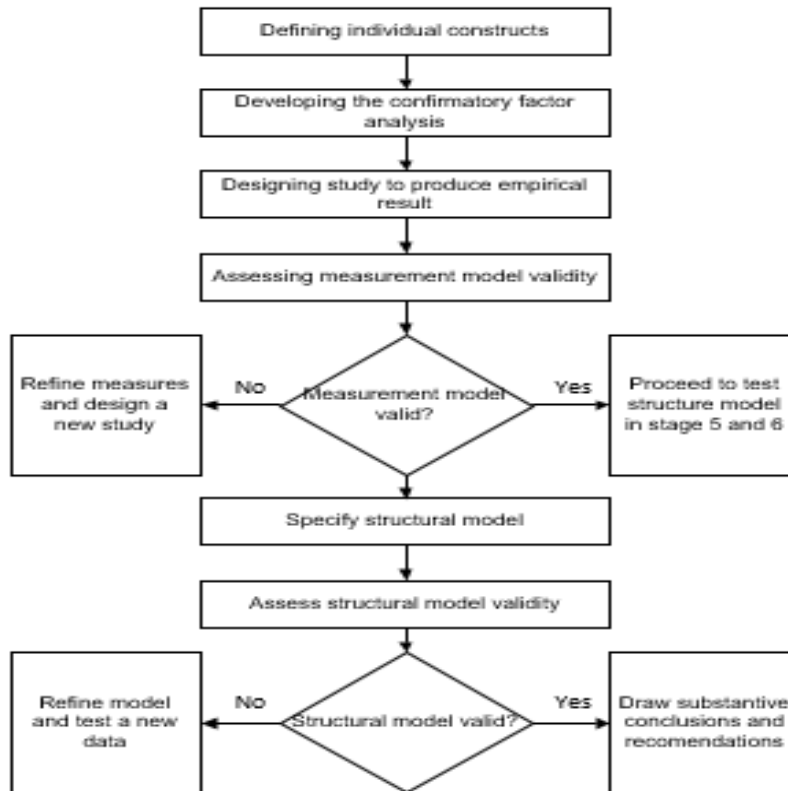 Defining individual constructs
Developing the confirmatory factor
analysis
Designing study to produce empirical
result
Assessing measurement model validity
Refine measures
and design a
new study
No
Measurement model
valid?
Yes
Proceed to test
structure model
in stage 5 and 6
Specify structural model
Assess structural model validity
Refine model
and test a new
data
No
Structural model valid?
Yes
Draw substantive
conclusions and
recomendations